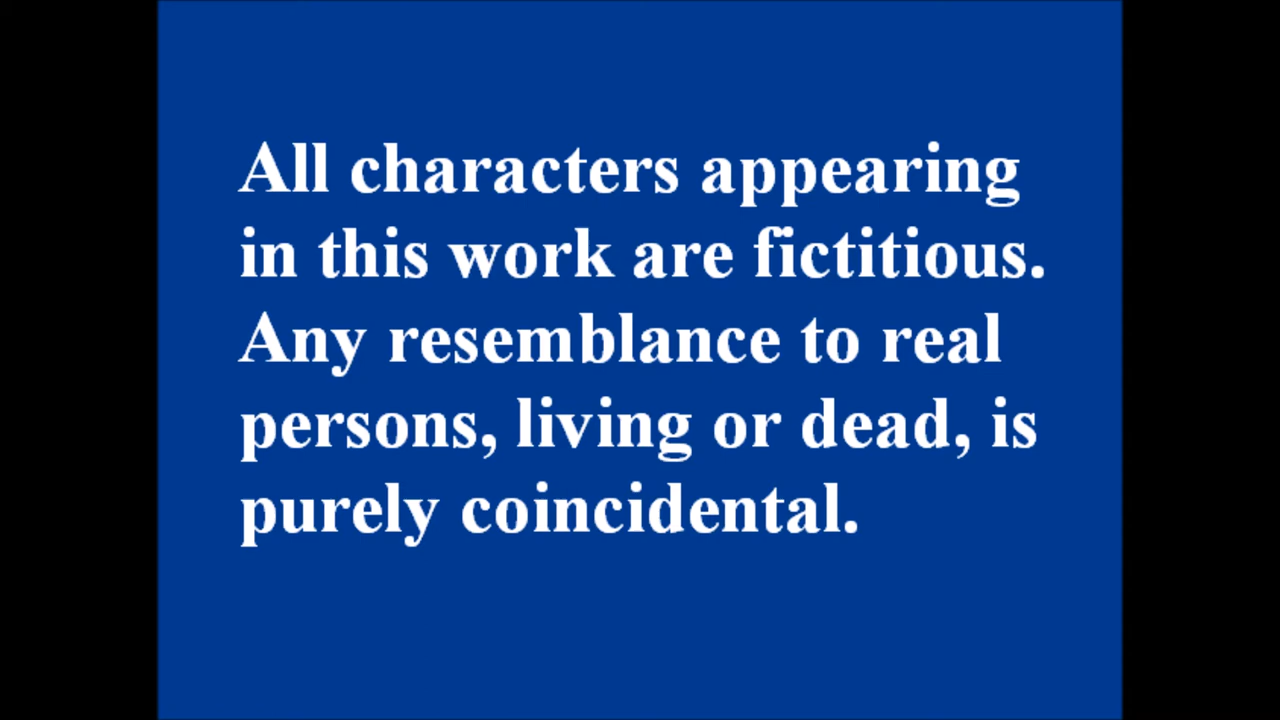 All characters appearing
in this work are fictitious.
Any resemblance to real
persons, living or dead, is
purely coincidental.